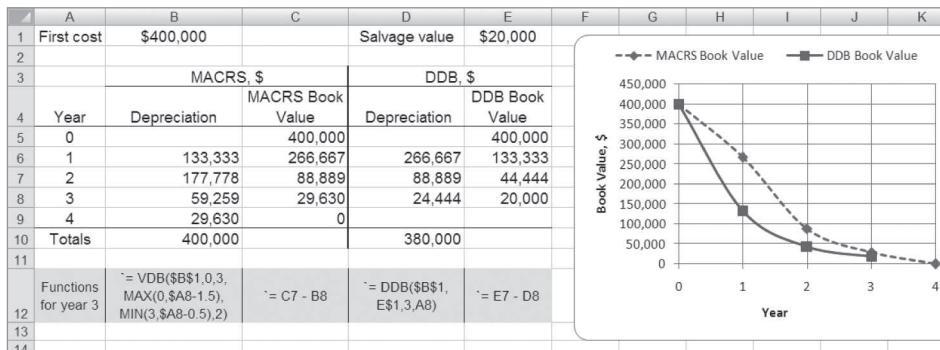 A B C D E F G H I J K
1 First cost $400,000 Salvage value $20,000
2
3 MACRS, $ DDB, $
MACRS Book DDB Book
4 Year Depreciation Value Depreciation Value
5 0 400,000 400,000
6 1 133,333 266,667 266,667 133,333
7 2 177,778 88,889 88,889 44,444
8 3 59,259 29,630 24,444 20,000
9 4 29,630 0
10 Totals 400,000 380,000
11
Functions
for year 3
`= VDB($B$1,0,3,
MAX(0,$A8-1.5),
MIN(3,$A8-0.5),2)
`= C7 - B8
`= DDB($B$1,
E$1,3,A8)
`= E7 - D8
12
13
14
MACRS Book Value DDB Book Value
Book Value, $
450,000
400,000
350,000
300,000
250,000
200,000
150,000
100,000
50,000
0
0 1 2 3 4
Year